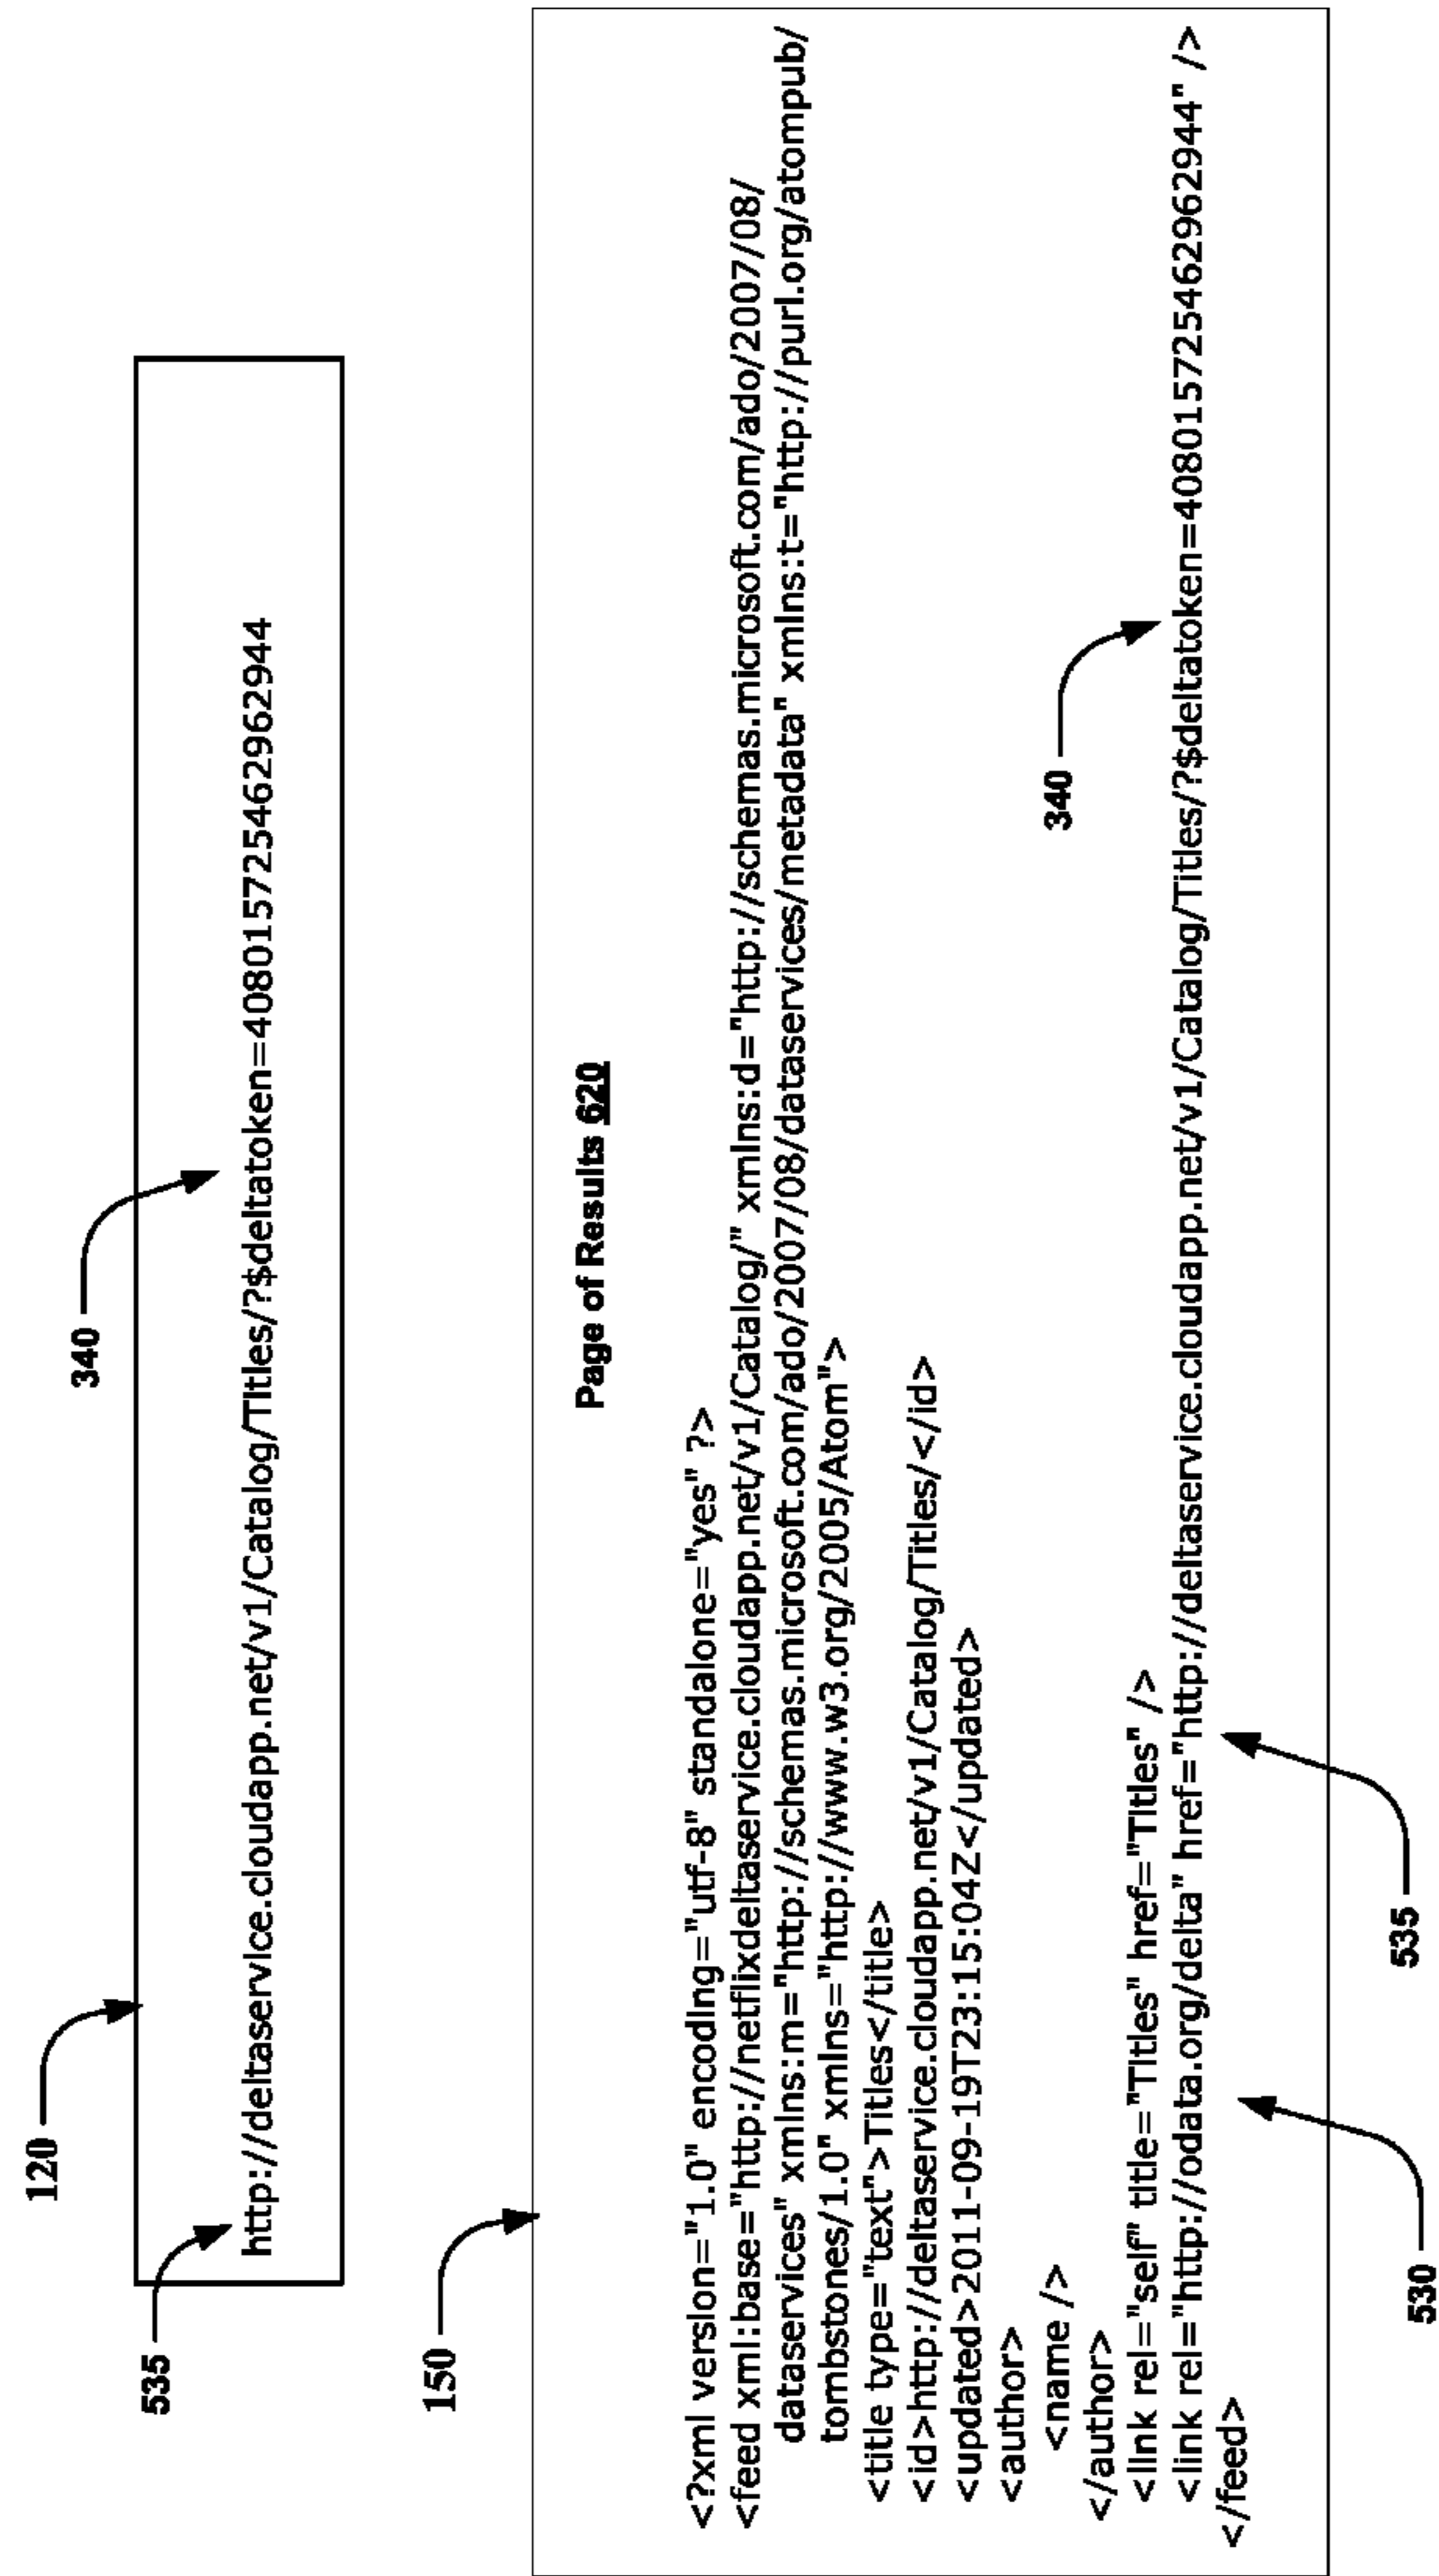 120
535
340
http://deltaservice.cloudapp.net/v1/Catalog/Titles/?$deltatoken=4080157254629629​44
150
Page of Results 620
<?xml version="1.0" encoding="utf-8" standalone="yes" ?>
<feed xml:base="http://netflixdeltaservice.cloudapp.net/v1/Catalog/" xmlns:d="http://schemas.microsoft.com/ado/2007/08/
dataservices" xmlns:m="http://schemas.microsoft.com/ado/2007/08/dataservices/metadata" xmlns:t="http://purl.org/atompub/
tombstones/1.0" xmlns="http://www.w3.org/2005/Atom">
<title type="text">Titles</title>
<id>http://deltaservice.cloudapp.net/v1/Catalog/Titles/</id>
<updated>2011-09-19T23:15:04Z</updated>
<author>
<name />
</author>
<link rel="self" title="Titles" href="Titles" />
340
<link rel="http://odata.org/delta" href="http://deltaservice.cloudapp.net/v1/Catalog/Titles/?$deltatoken=408015725462962944" />
</feed>
530
535